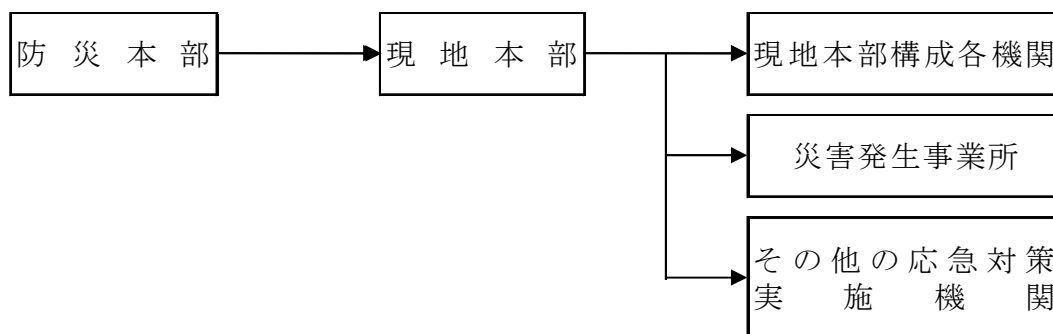 防災本部
現地本部
現地本部構成各機関
災害発生事業所
その他の応急対策
実施機関